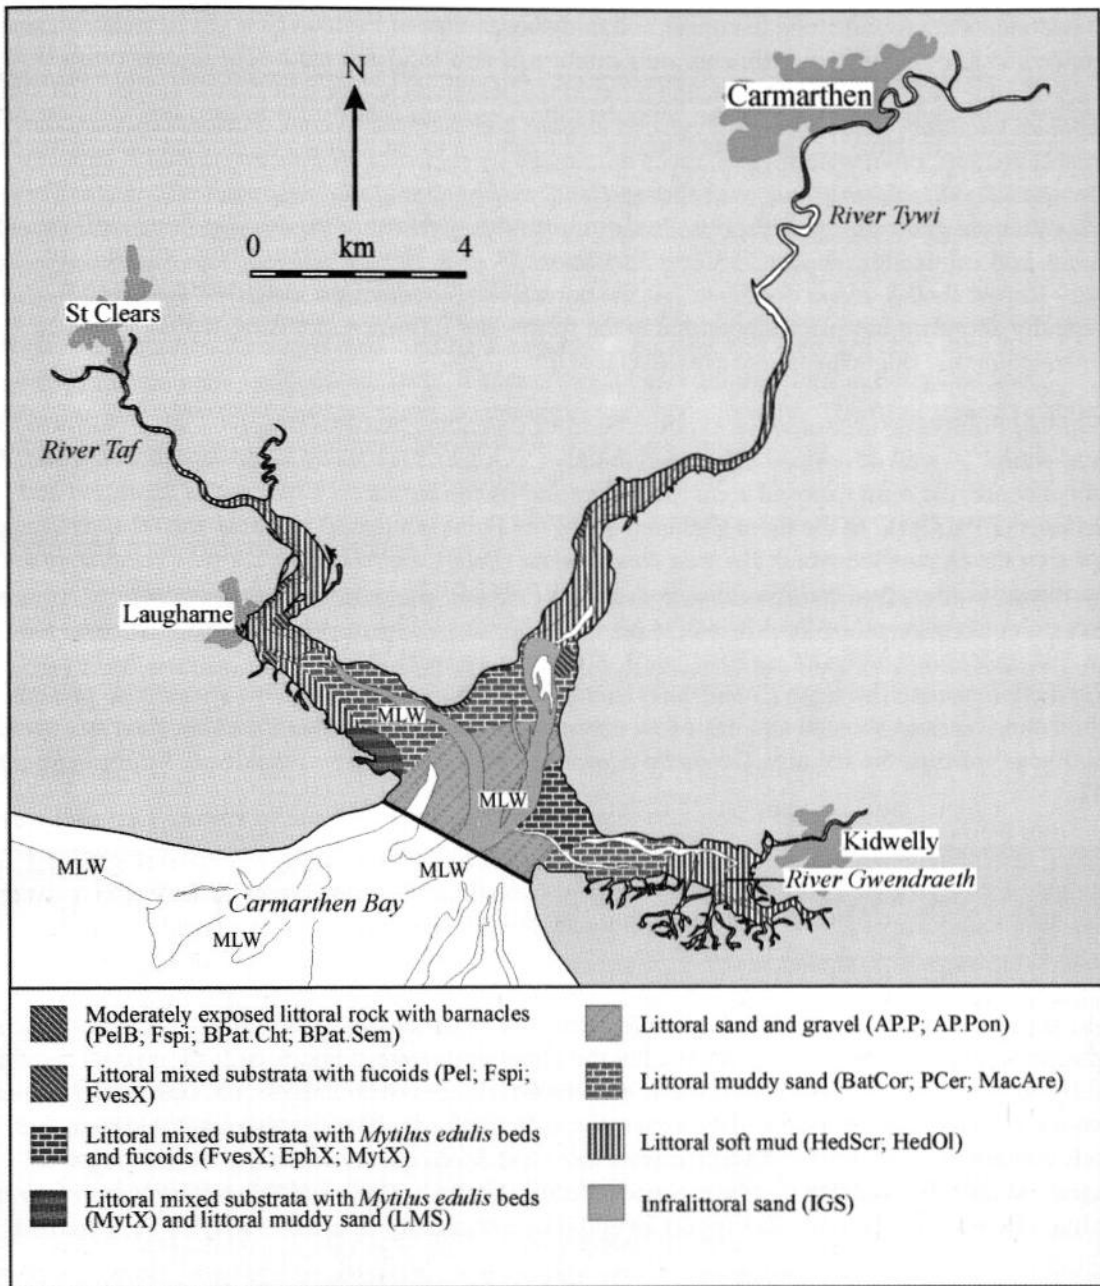 N
Carmarthen
River Tywi
0 km 4
St Clears
River Taf
Laugharne
MLW
MLW
Kidwelly
MLW
MLW
River Gwendraeth
Carmarthen Bay
MLW
Moderately exposed littoral rock with barnacles
(PelB; Fspi; BPat.Cht; BPat.Sem)
Littoral mixed substrata with fucoids (Pel; Fspi;
FvesX)
Littoral mixed substrata with Mytilus edulis beds
and fucoids (FvesX; EphX; MytX)
Littoral mixed substrata with Mytilus edulis beds
(MytX) and littoral muddy sand (LMS)
Littoral sand and gravel (AP.P; AP.Pon)
Littoral muddy sand (BatCor; PCer; MacAre)
Littoral soft mud (HedScr; HedOl)
Infralittoral sand (IGS)